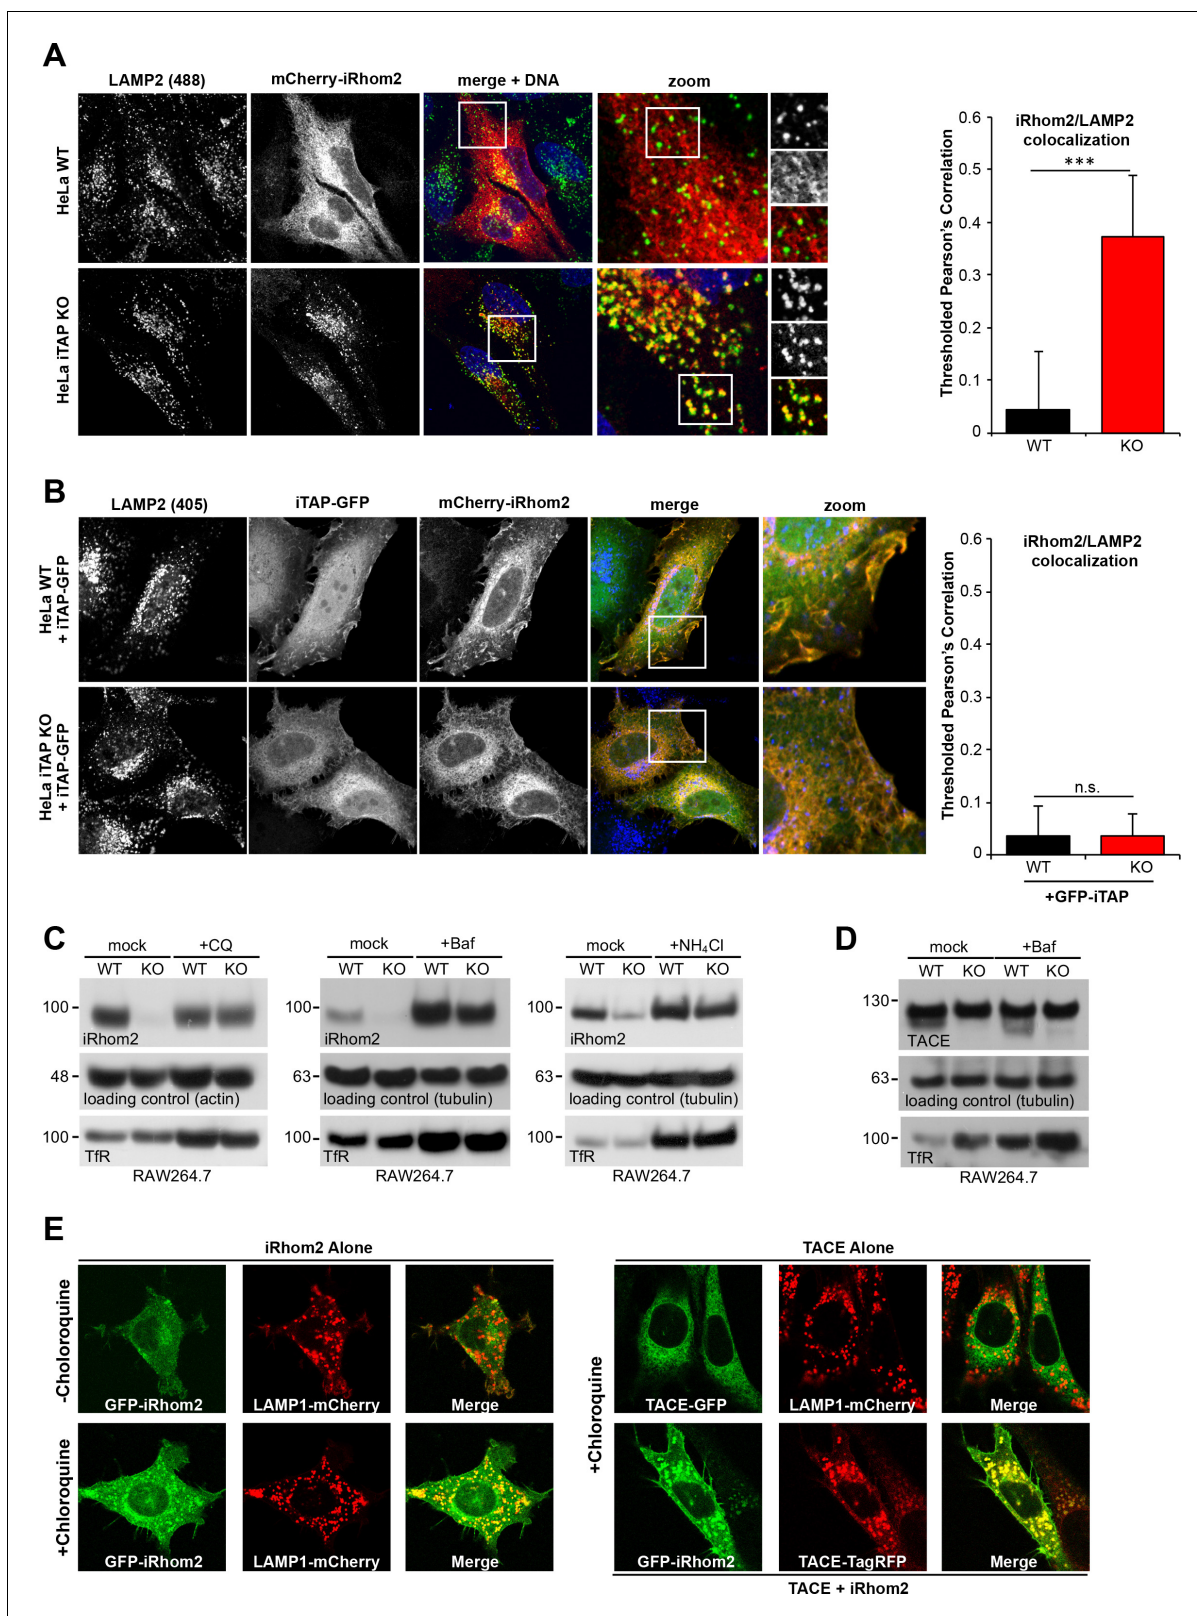 A
LAMP2 (488)
mCherry-iRhom2
merge + DNA
zoom
HeLa WT
HeLa iTAP KO
iRhom2/LAMP2
colocalization
***
Thresholded Pearson's Correlation
0.6
0.5
0.4
0.3
0.2
0.1
0
WT
KO
B
LAMP2 (405)
iTAP-GFP
mCherry-iRhom2
merge
zoom
HeLa WT
+ iTAP-GFP
HeLa iTAP KO
+ iTAP-GFP
iRhom2/LAMP2
colocalization
Thresholded Pearson's Correlation
0.6
0.5
0.4
0.3
0.2
0.1
0
n.s.
WT
KO
+GFP-iTAP
C
mock
+CQ
WT
KO
WT
KO
100
iRhom2
48
loading control (actin)
100
TfR
RAW264.7
mock
+Baf
WT
KO
WT
KO
100
iRhom2
63
loading control (tubulin)
100
TfR
RAW264.7
mock
+NH₄Cl
WT
KO
WT
KO
100
iRhom2
63
loading control (tubulin)
100
TfR
RAW264.7
D
mock
+Baf
WT
KO
WT
KO
130
TACE
63
loading control (tubulin)
100
TfR
RAW264.7
E
iRhom2 Alone
-Choloroquine
GFP-iRhom2
LAMP1-mCherry
Merge
+Chloroquine
GFP-iRhom2
LAMP1-mCherry
Merge
TACE Alone
+Chloroquine
TACE-GFP
LAMP1-mCherry
Merge
GFP-iRhom2
TACE-TagRFP
Merge
TACE + iRhom2